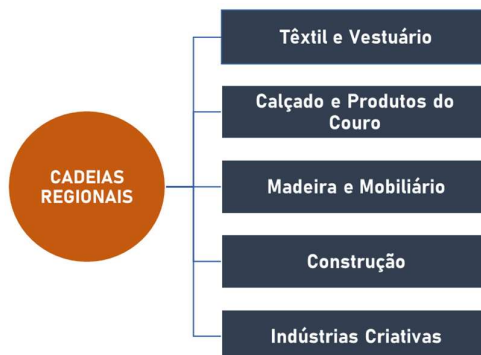 CADEIAS
REGIONAIS
Têxtil e Vestuário
Calçado e Produtos do
Couro
Madeira e Mobiliário
Construção
Indústrias Criativas